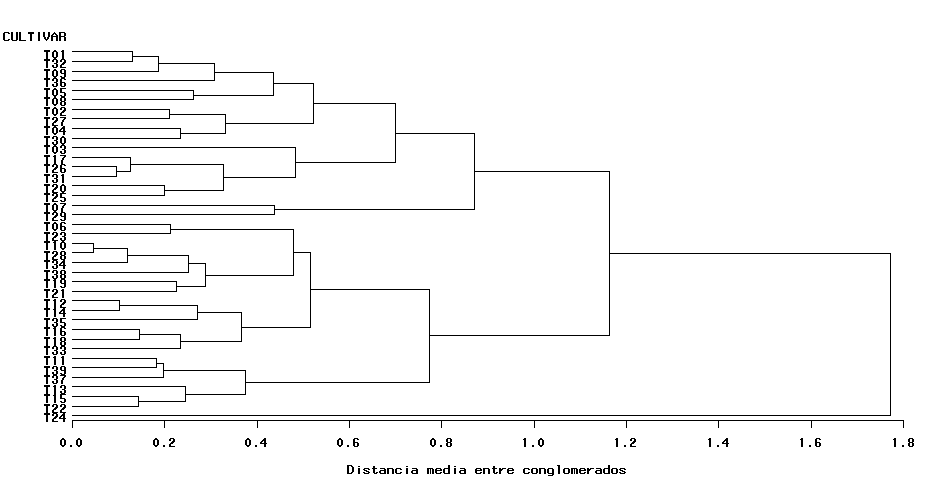 CULTIVAR
T01
T32
T09
T36
T05
T08
T02
T27
T04
T30
T03
T17
T26
T31
T20
T25
T07
T29
T06
T23
T10
T28
T34
T38
T19
T21
T12
T14
T35
T16
T18
T33
T11
T39
T37
T13
T15
T22
T24
0.0 0.2 0.4 0.6 0.8 1.0 1.2 1.4 1.6 1.8
Distancia media entre conglomerados